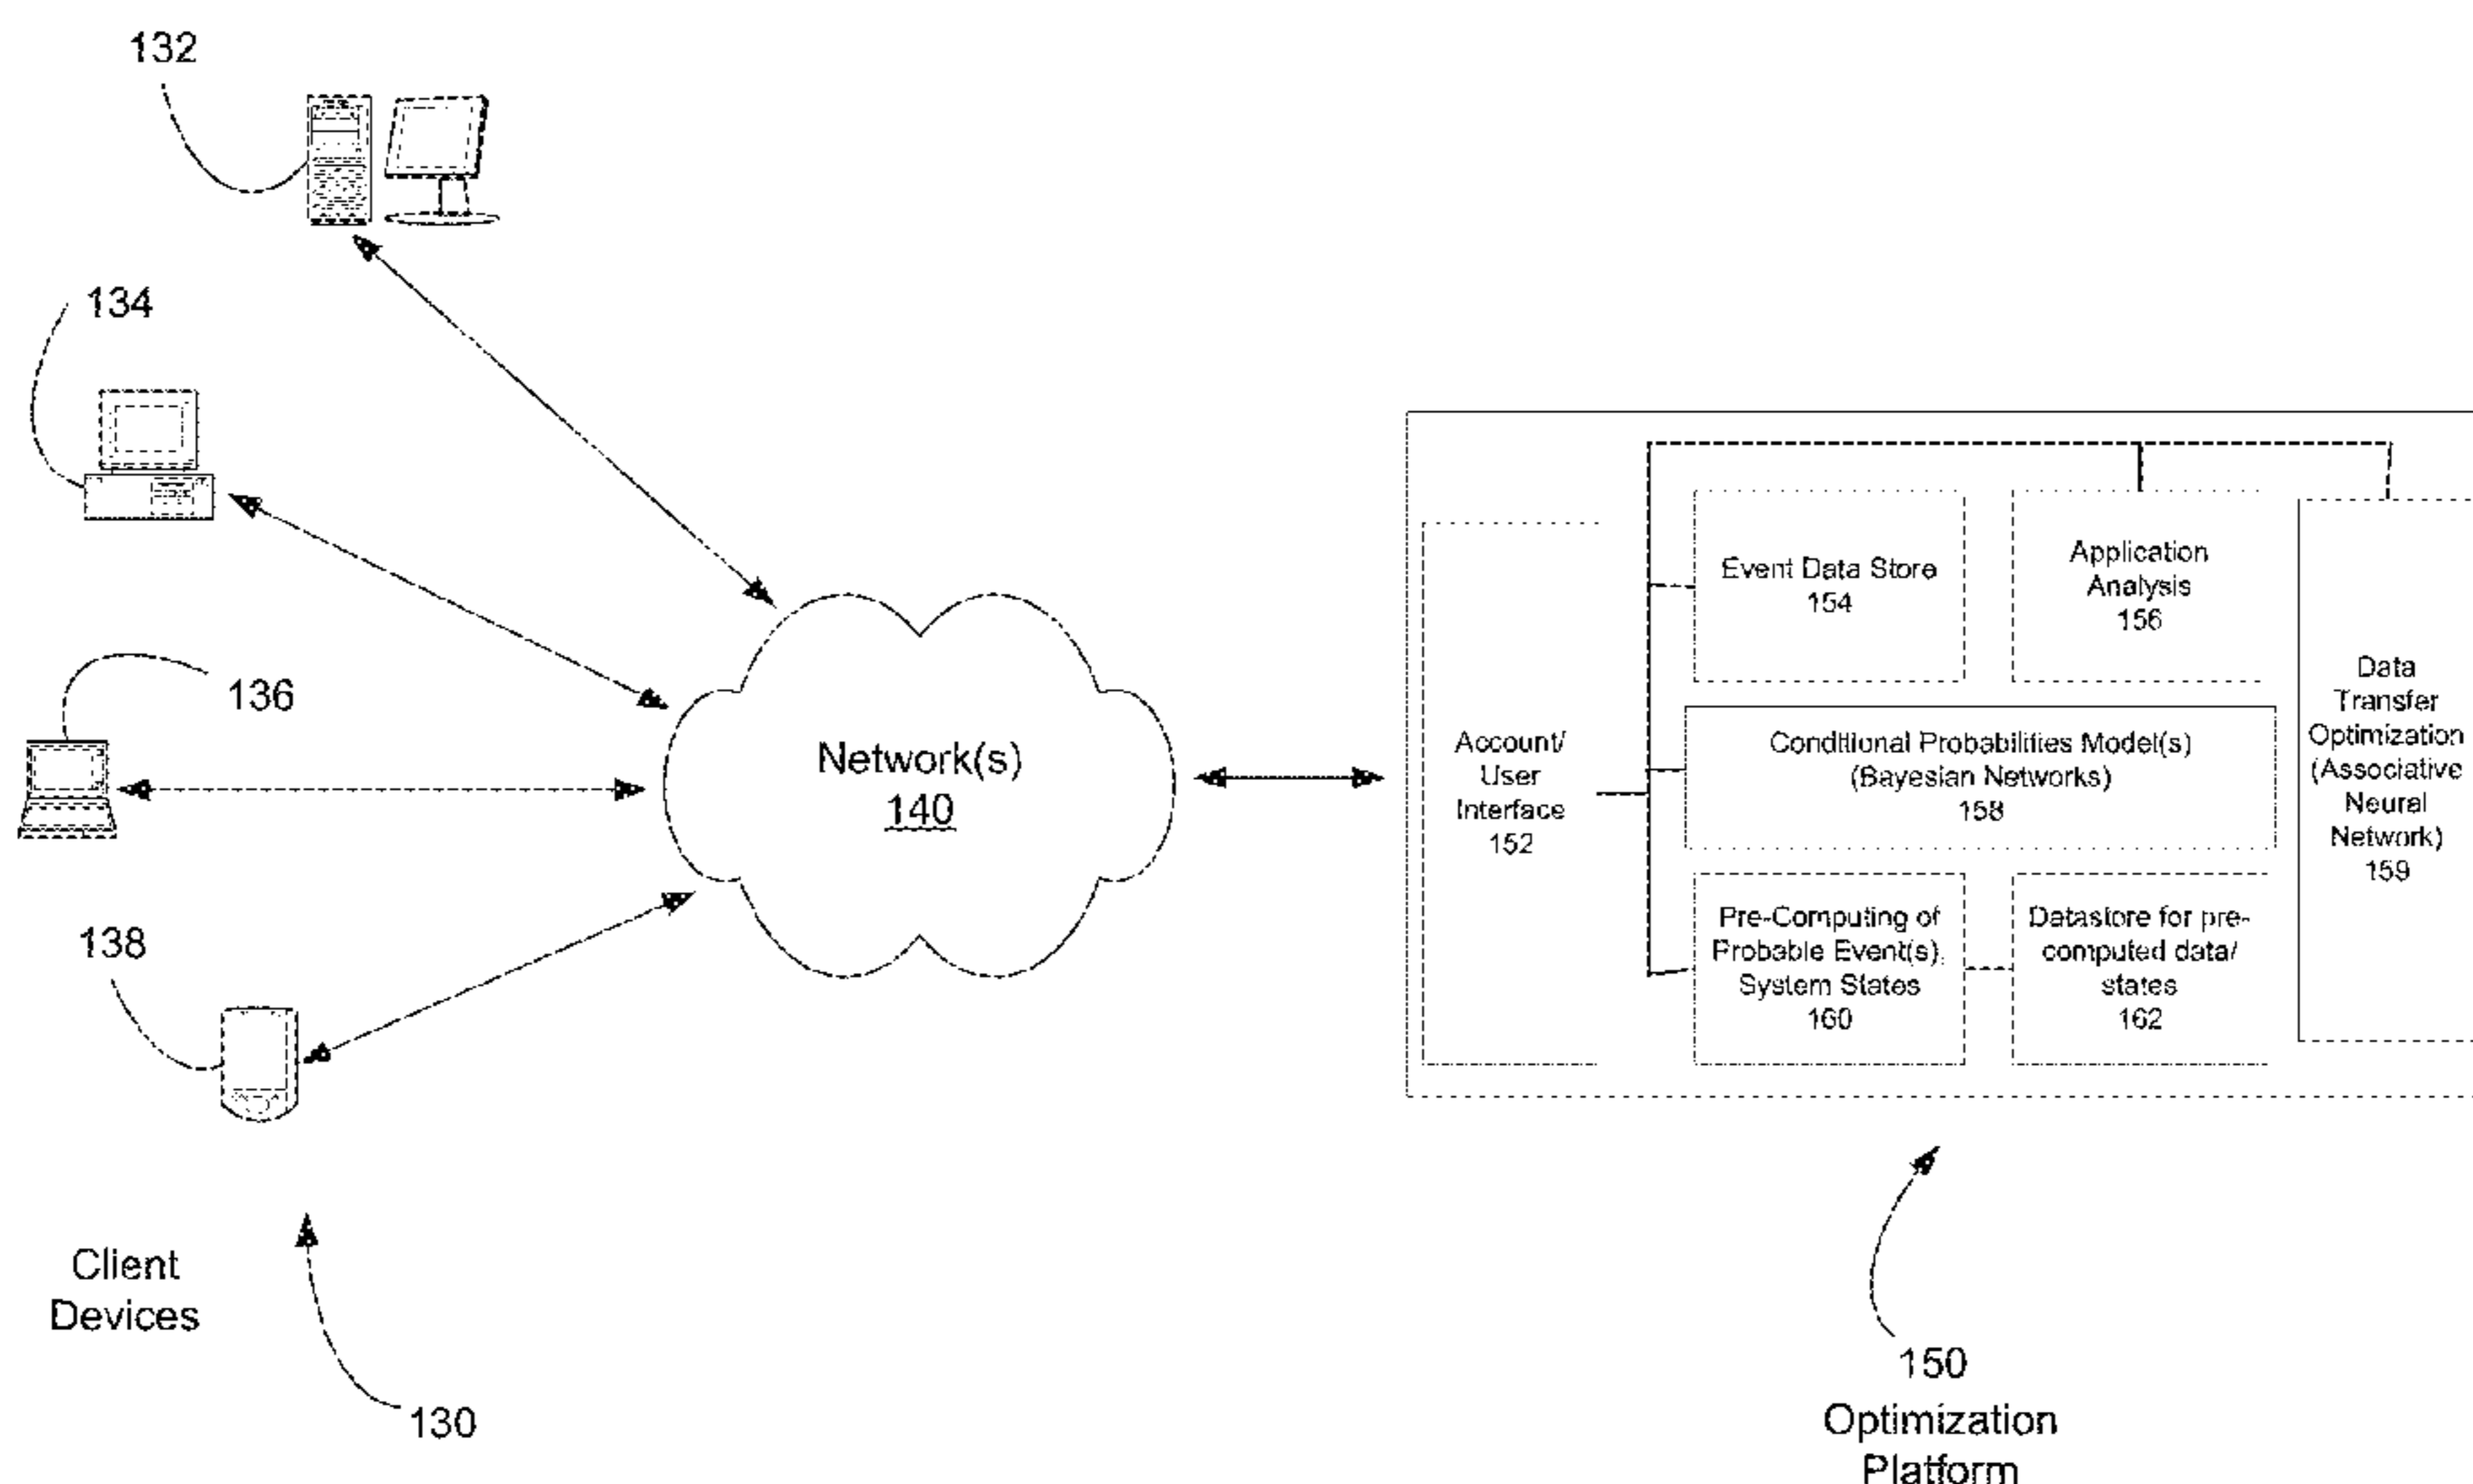 132
134
136
138
Client
Devices
130
Network(s)
140
Account/
User
Interface
152
Event Data Store
154
Application
Analysis
156
Conditional Probabilities Model(s)
(Bayesian Networks)
158
Pre-Computing of
Probable Event(s),
System States
160
Datastore for pre-
computed data/
states
162
Data
Transfer
Optimization
(Associative
Neural
Network)
159
150
Optimization
Platform